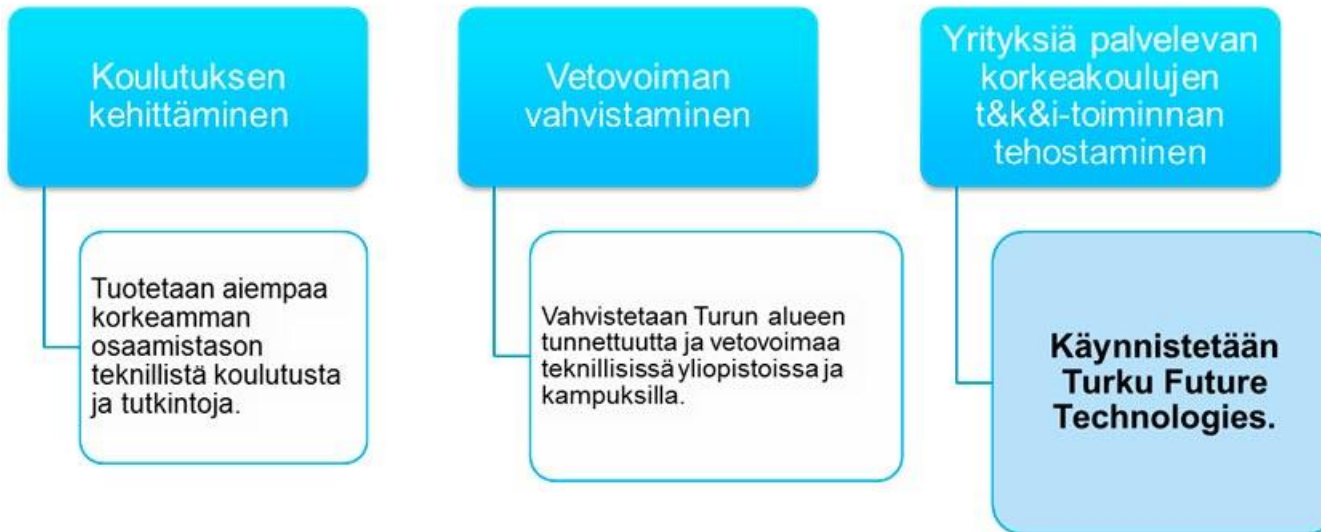 Koulutuksen
kehittäminen
Tuotetaan aiempaa
korkeamman
osaamistason
teknillistä koulutusta
ja tutkintoja.
Vetovoiman
vahvistaminen
Vahvistetaan Turun alueen
tunnettuutta ja vetovoimaa
teknillisissä yliopistoissa ja
kampuksilla.
Yrityksiä palvelevan
korkeakoulujen
t&k&i-toiminnan
tehostaminen
Käynnistetään
Turku Future
Technologies.